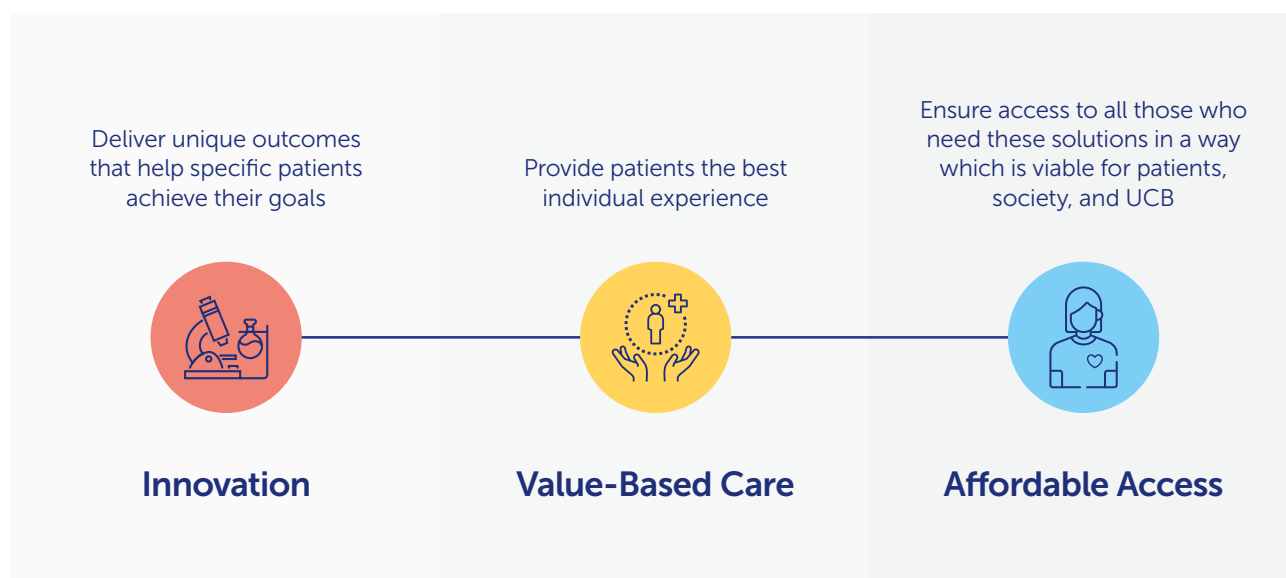 Deliver unique outcomes
that help specific patients
achieve their goals
Innovation
Provide patients the best
individual experience
Value-Based Care
Ensure access to all those who
need these solutions in a way
which is viable for patients,
society, and UCB
Affordable Access